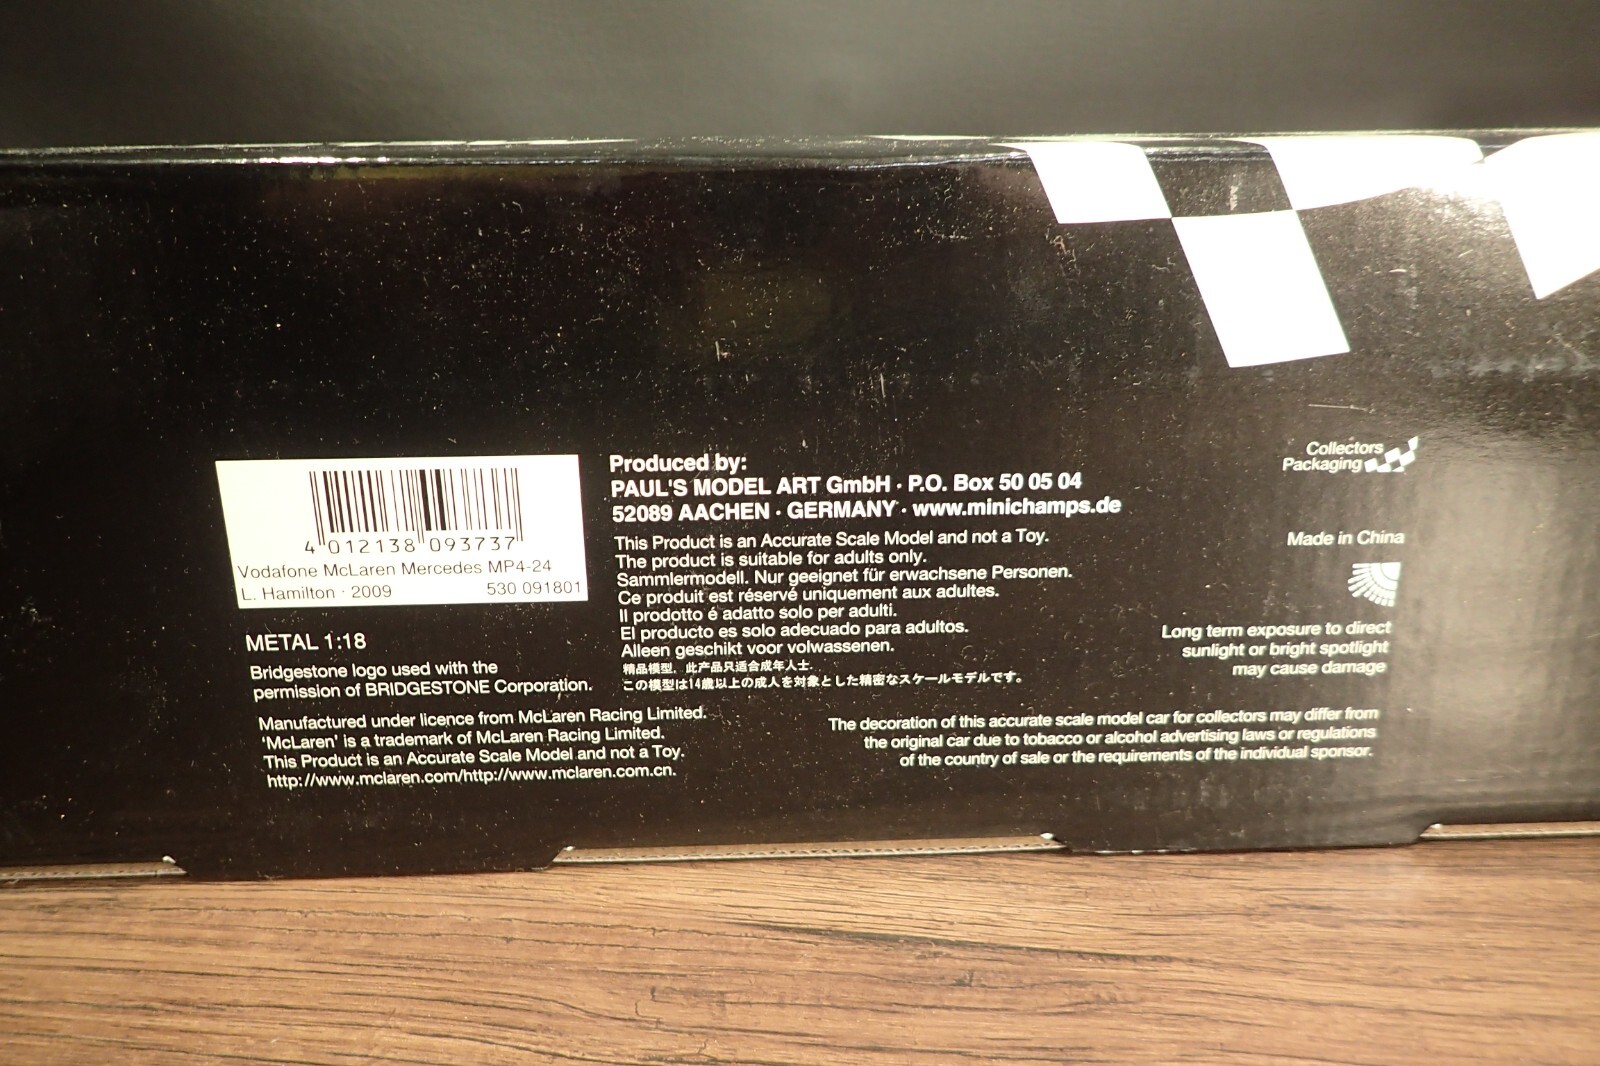 4 012138 093737
Vodafone McLaren Mercedes MP4-24
L. Hamilton · 2009 530 091801
METAL 1:18
Bridgestone logo used with the
permission of BRIDGESTONE Corporation.
Manufactured under licence from McLaren Racing Limited.
'McLaren' is a trademark of McLaren Racing Limited.
This Product is an Accurate Scale Model and not a Toy.
http://www.mclaren.com/http://www.mclaren.com.cn.
Produced by:
PAUL'S MODEL ART GmbH · P.O. Box 50 05 04
52089 AACHEN · GERMANY · www.minichamps.de
This Product is an Accurate Scale Model and not a Toy.
The product is suitable for adults only.
Sammlermodell. Nur geeignet für erwachsene Personen.
Ce produit est réservé uniquement aux adultes.
Il prodotto é adatto solo per adulti.
El producto es solo adecuado para adultos.
Alleen geschikt voor volwassenen.
精品模型. 此产品只适合成年人士.
この模型は14歳以上の成人を対象とした精密なスケールモデルです。
Collectors
Packaging
Made in China
Long term exposure to direct
sunlight or bright spotlight
may cause damage
The decoration of this accurate scale model car for collectors may differ from
the original car due to tobacco or alcohol advertising laws or regulations
of the country of sale or the requirements of the individual sponsor.